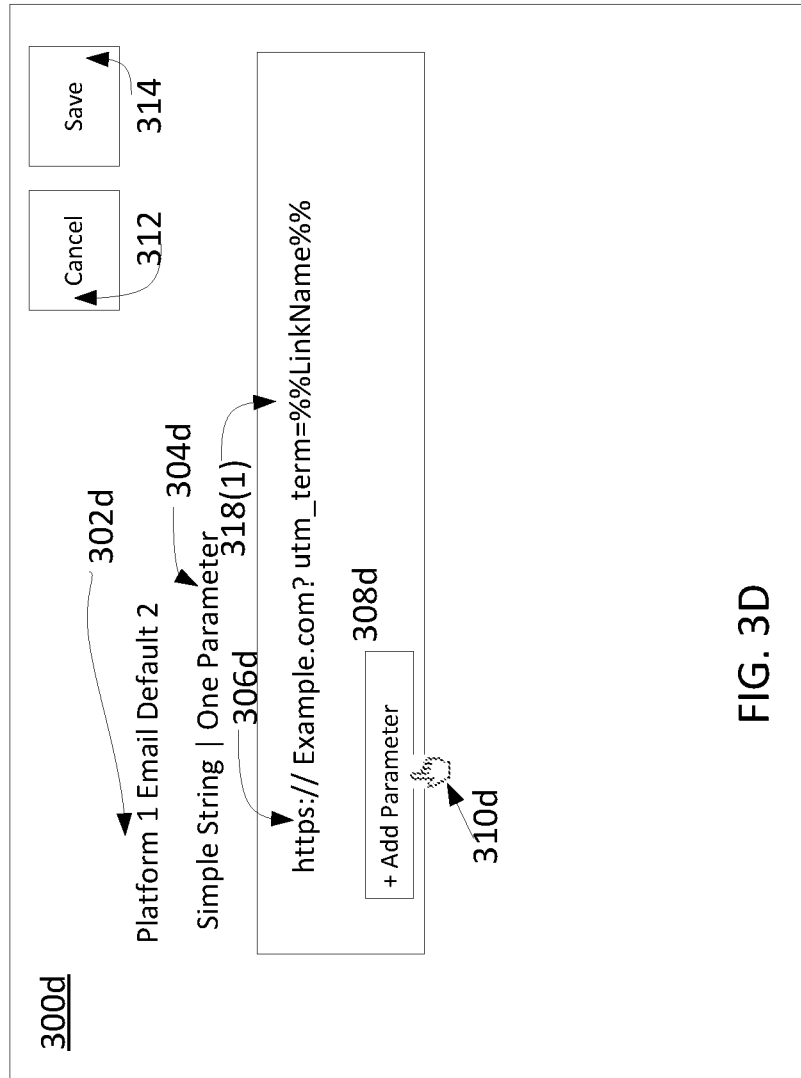 300d
302d
Platform 1 Email Default 2
Cancel
Save
312
314
304d
Simple String | One Parameter
306d
318(1)
https:// Example.com? utm_term=%%LinkName%%
308d
+ Add Parameter
310d
FIG. 3D